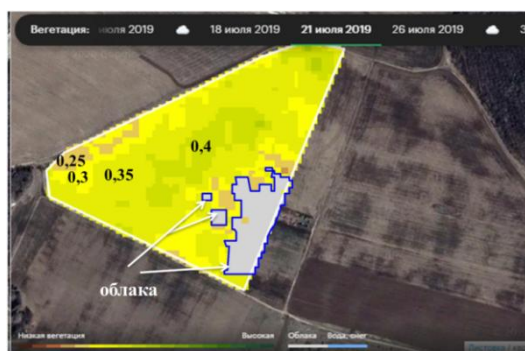 Вегетация: июля 2019 18 июля 2019 21 июля 2019 26 июля 2019 3
0,4
0,25
0,3 0,35
облака
Низкая вегетация Высокая Облака Вода, снег